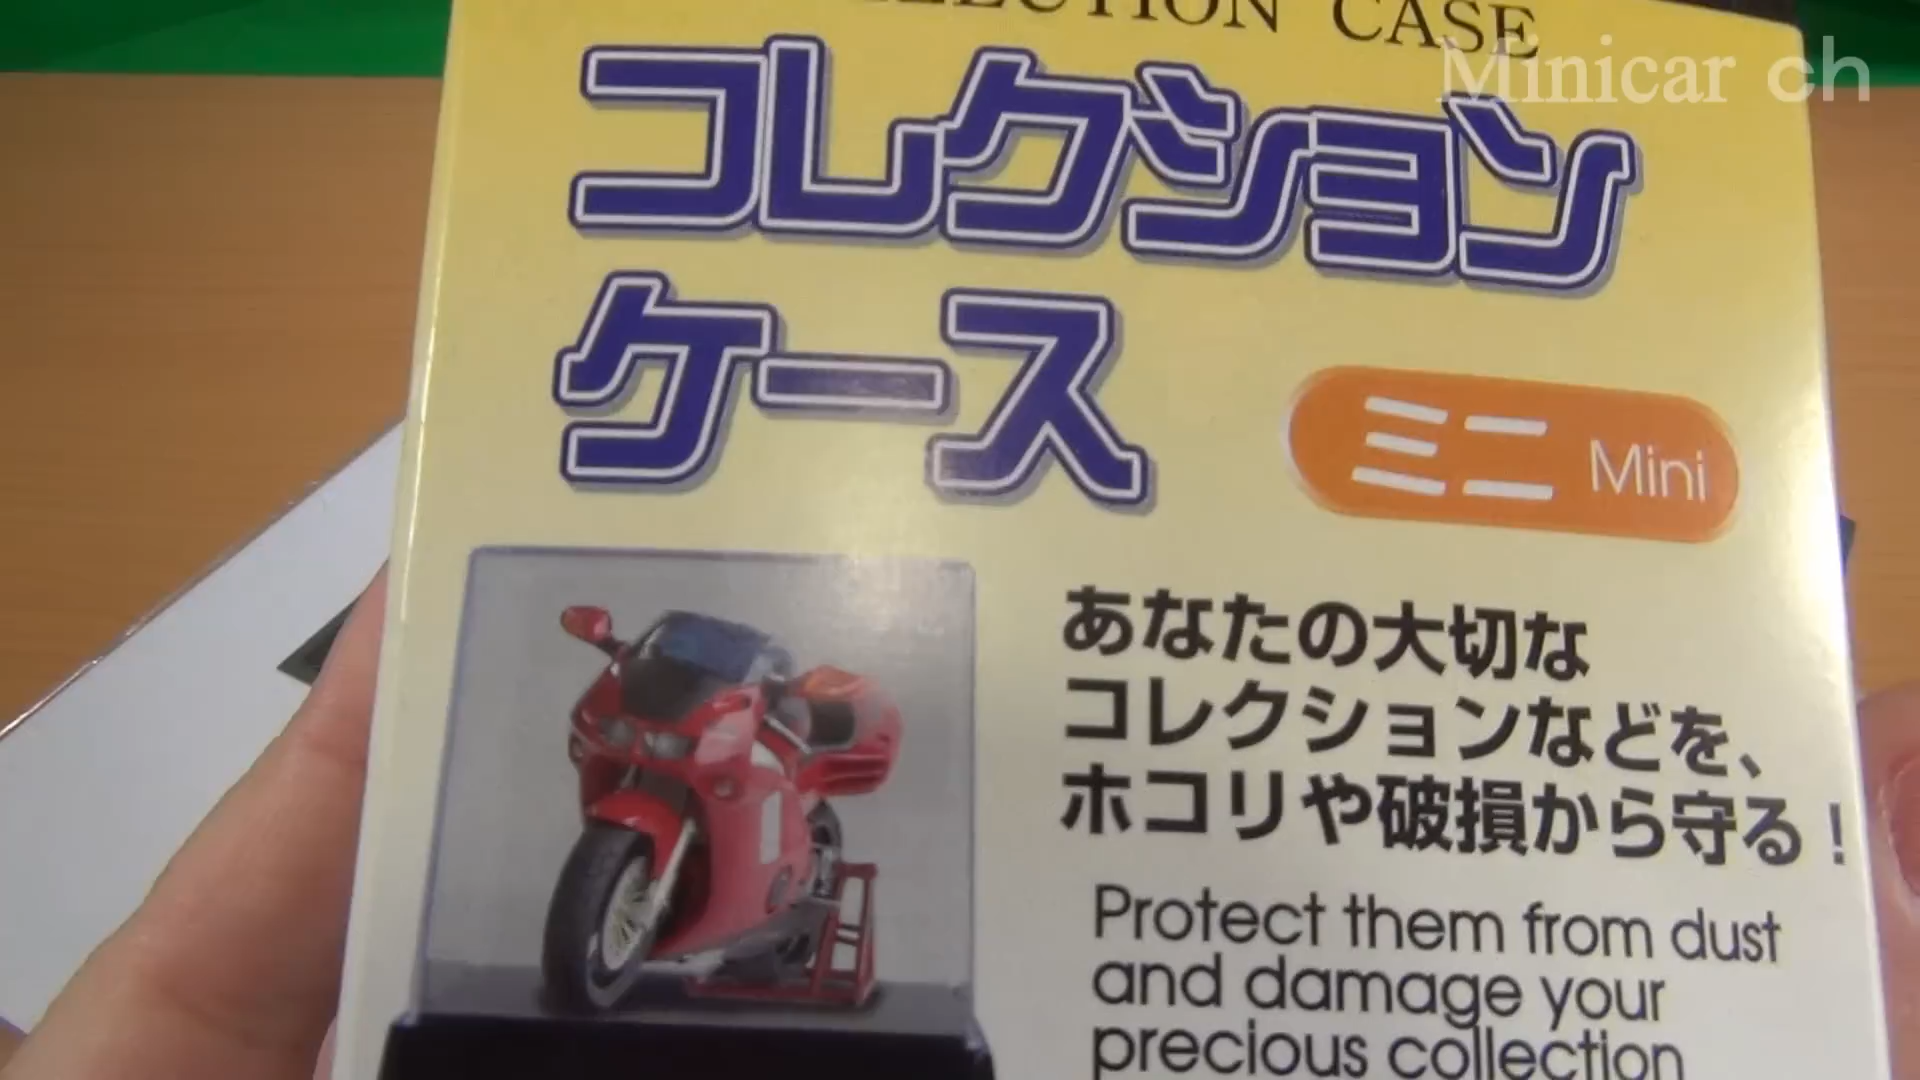 COLLECTION CASE
Minicar ch
コレクション
ケース
ミニ Mini
あなたの大切な
コレクションなどを、
ホコリや破損から守る！
Protect them from dust
and damage your
precious collection